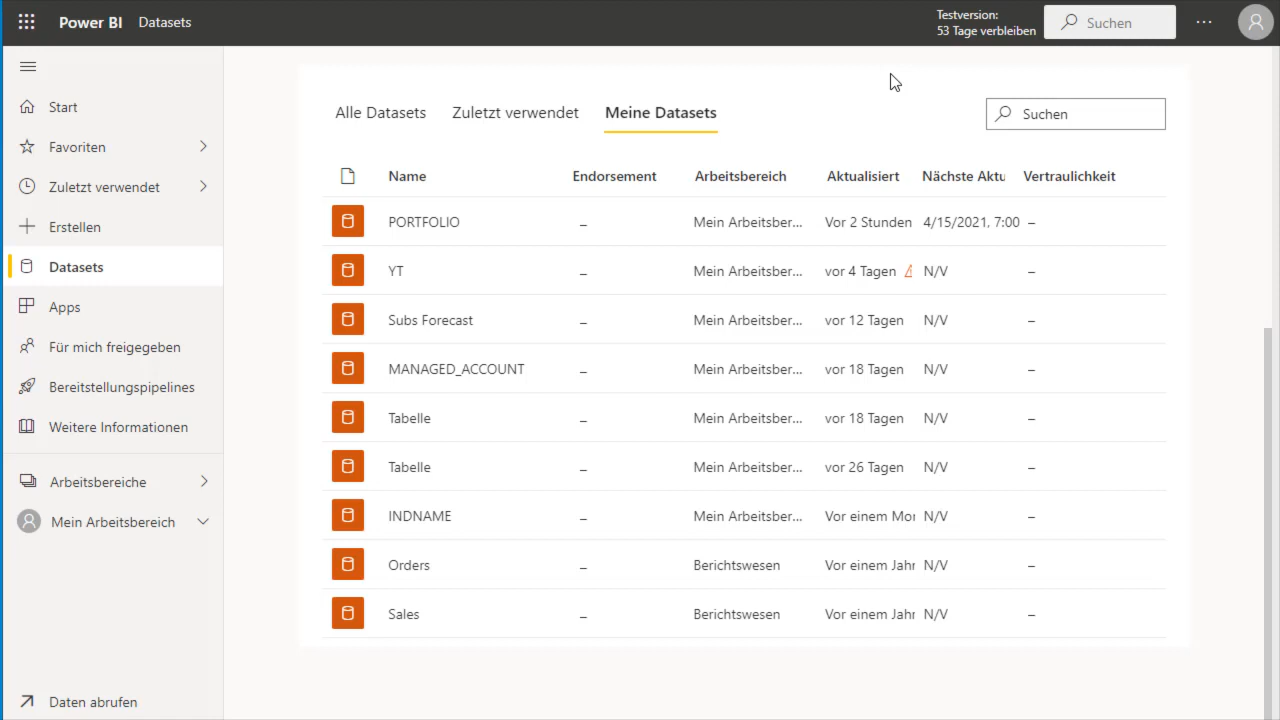 Power BI Datasets
Testversion:
53 Tage verbleiben
Suchen
Start
Favoriten
Zuletzt verwendet
Erstellen
Datasets
Apps
Für mich freigegeben
Bereitstellungspipelines
Weitere Informationen
Arbeitsbereiche
Mein Arbeitsbereich
Daten abrufen
Alle Datasets Zuletzt verwendet Meine Datasets
Suchen
Name Endorsement Arbeitsbereich Aktualisiert Nächste Aktu Vertraulichkeit
PORTFOLIO – Mein Arbeitsber... Vor 2 Stunden 4/15/2021, 7:00 –
YT – Mein Arbeitsber... vor 4 Tagen N/V –
Subs Forecast – Mein Arbeitsber... vor 12 Tagen N/V –
MANAGED_ACCOUNT – Mein Arbeitsber... vor 18 Tagen N/V –
Tabelle – Mein Arbeitsber... vor 18 Tagen N/V –
Tabelle – Mein Arbeitsber... vor 26 Tagen N/V –
INDNAME – Mein Arbeitsber... Vor einem Mon N/V –
Orders – Berichtswesen Vor einem Jahr N/V –
Sales – Berichtswesen Vor einem Jahr N/V –